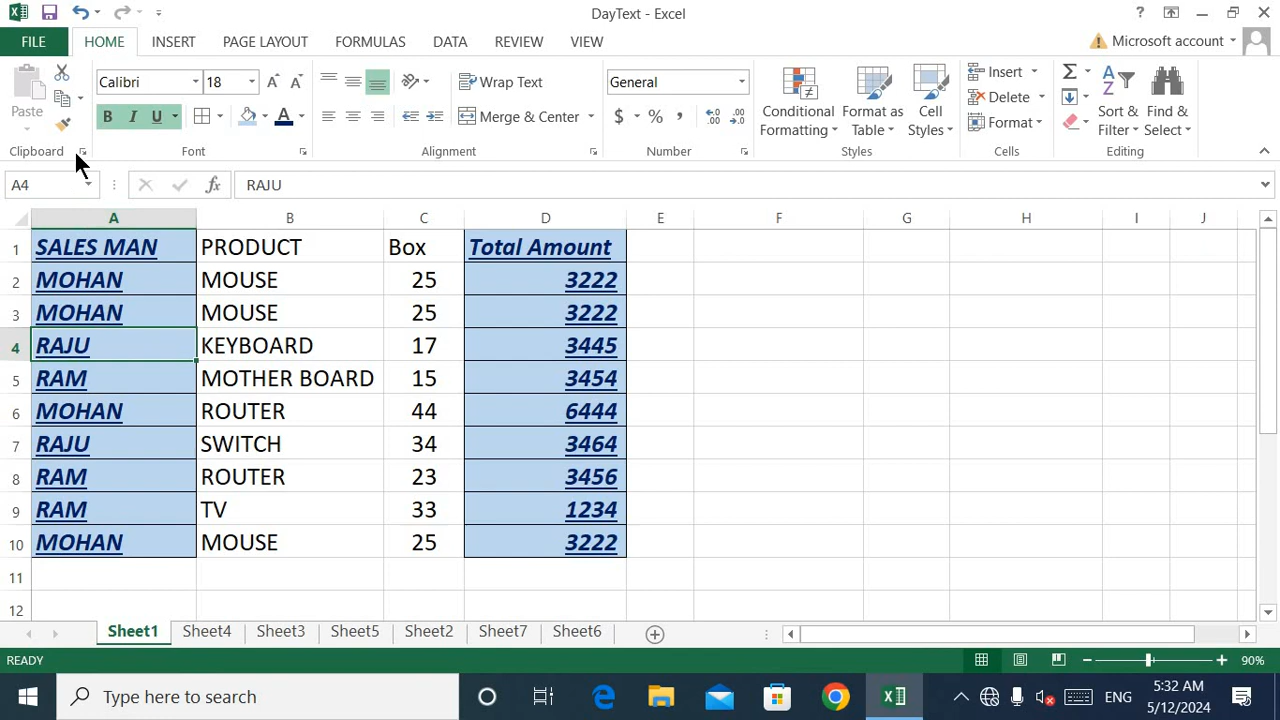 DayText - Excel
?
FILE HOME INSERT PAGE LAYOUT FORMULAS DATA REVIEW VIEW Microsoft account
Paste
Calibri 18
B I U A
Wrap Text
Merge & Center
General
$ % ,
Conditional Formatting
Format as Table
Cell Styles
Insert
Delete
Format
Sort & Filter
Find & Select
Clipboard Font Alignment Number Styles Cells Editing
A4 fx RAJU
A B C D E F G H I J
1 SALES MAN PRODUCT Box Total Amount
2 MOHAN MOUSE 25 3222
3 MOHAN MOUSE 25 3222
4 RAJU KEYBOARD 17 3445
5 RAM MOTHER BOARD 15 3454
6 MOHAN ROUTER 44 6444
7 RAJU SWITCH 34 3464
8 RAM ROUTER 23 3456
9 RAM TV 33 1234
10 MOHAN MOUSE 25 3222
11
12
Sheet1 Sheet4 Sheet3 Sheet5 Sheet2 Sheet7 Sheet6
READY 90%
Type here to search
ENG
5:32 AM
5/12/2024